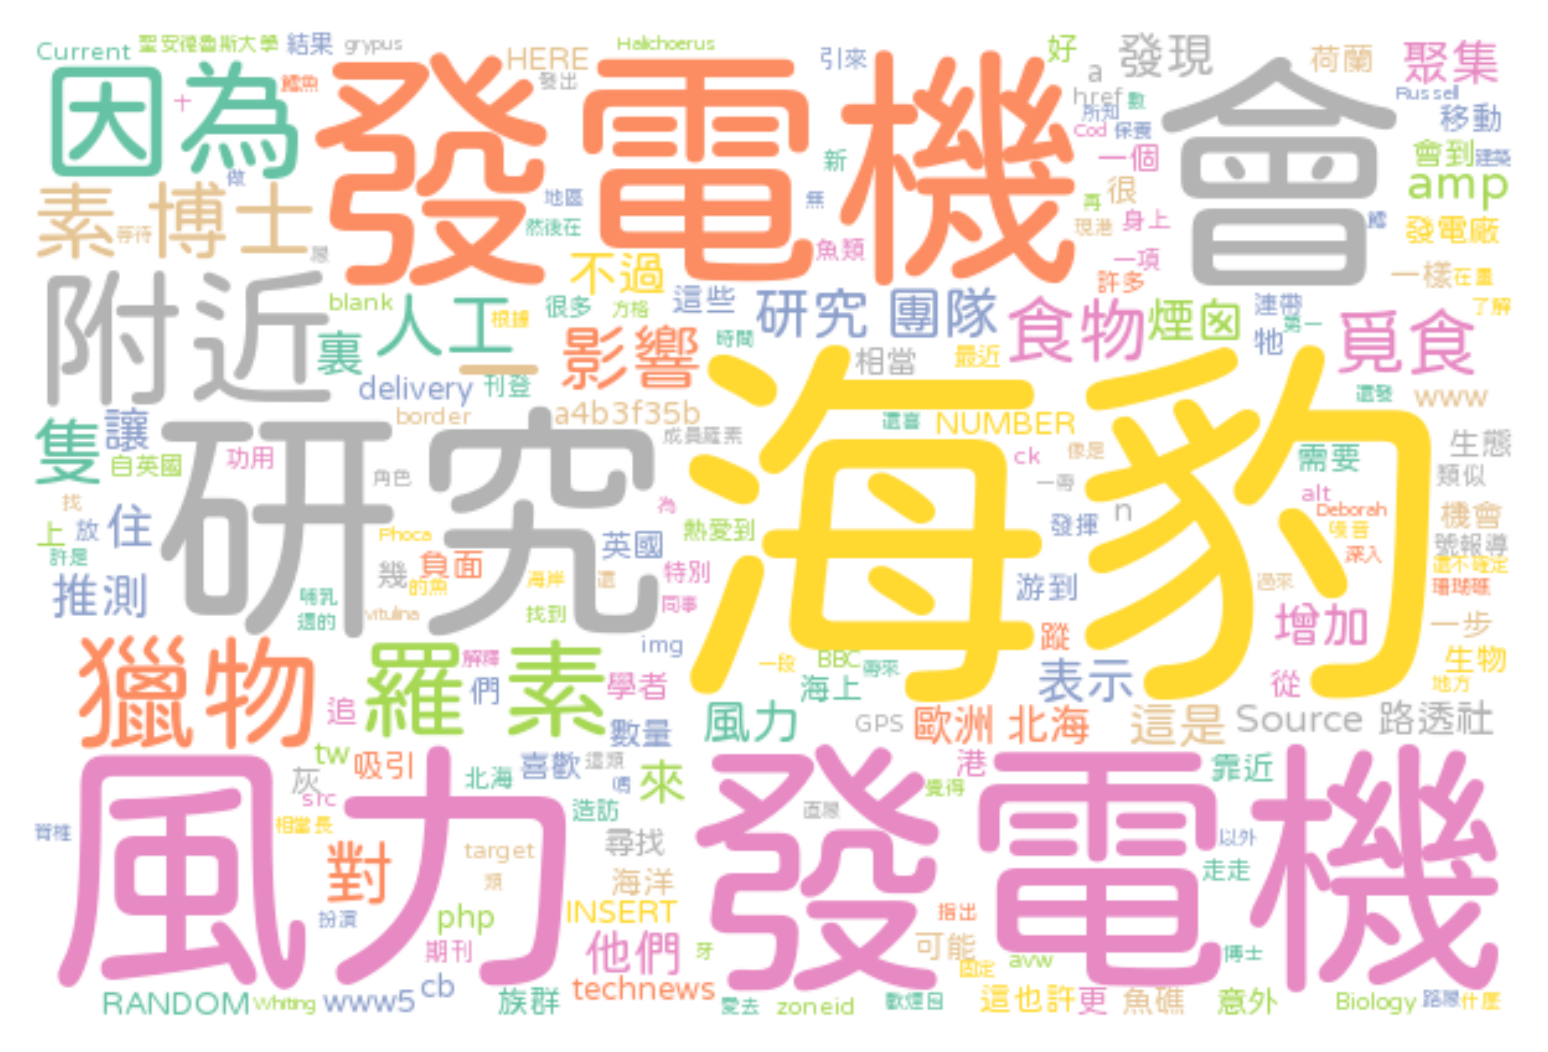 Current 聖安德魯斯大學 結果 grypus HERE Halichoerus 引來 好 a 發現 荷蘭 聚集
因為 + 鱈魚 發電機 發出 href 數 會 Russell 移動
所知 Cod 保養 一個 新 會到 建築
做 地區 無 很 amp
素 等待 博士 然後在 再 現港 身上 發電廠
魚類 一項
附近 blank 人工 根據 很多 不過 方格 這些 研究 團隊 許多 一樣 在重
裏 一 影響 時間 食物 煙囪 連帶 第一 牠 覓食 了解
delivery 刊登 相當 最近
border a4b3f35b 還發 www
隻 讓 研究 成員羅素 還喜 NUMBER 海豹 生態
自英國 功用 角色 ck 像是 需要 類似
找 為 一帶 alt
上 放 住 Phoca 熱愛到 發揮 n Deborah 機會
許是 負面 英國 噪音 號報導
幾 深入 還不確定
推測 的魚 海岸 還 特別 游到 過來 珊瑚礁
哺乳 vitulina 找到 同事 增加 一步
週的 img 蹤
獵物 羅素 解釋 一段 BBC 帶來 表示 生物
們 學者 海上 從 地方
追 數量 風力 GPS 歐洲 北海 這是 Source 路透社
tw 吸引 北海 喜歡 這類 來 港 靠近
灰 src 嗎 覺得
風力 造訪 直線 發電機
脊椎 相當長 以外
對 target 尋找 走走
類 海洋
扮演 php INSERT 指出
期刊 他們 牙 可能 博士
固定 avw
RANDOM Whiting www5 cb 族群 technews 愛去 zoneid 這也許 更 魚礁 意外 Biology 什麼